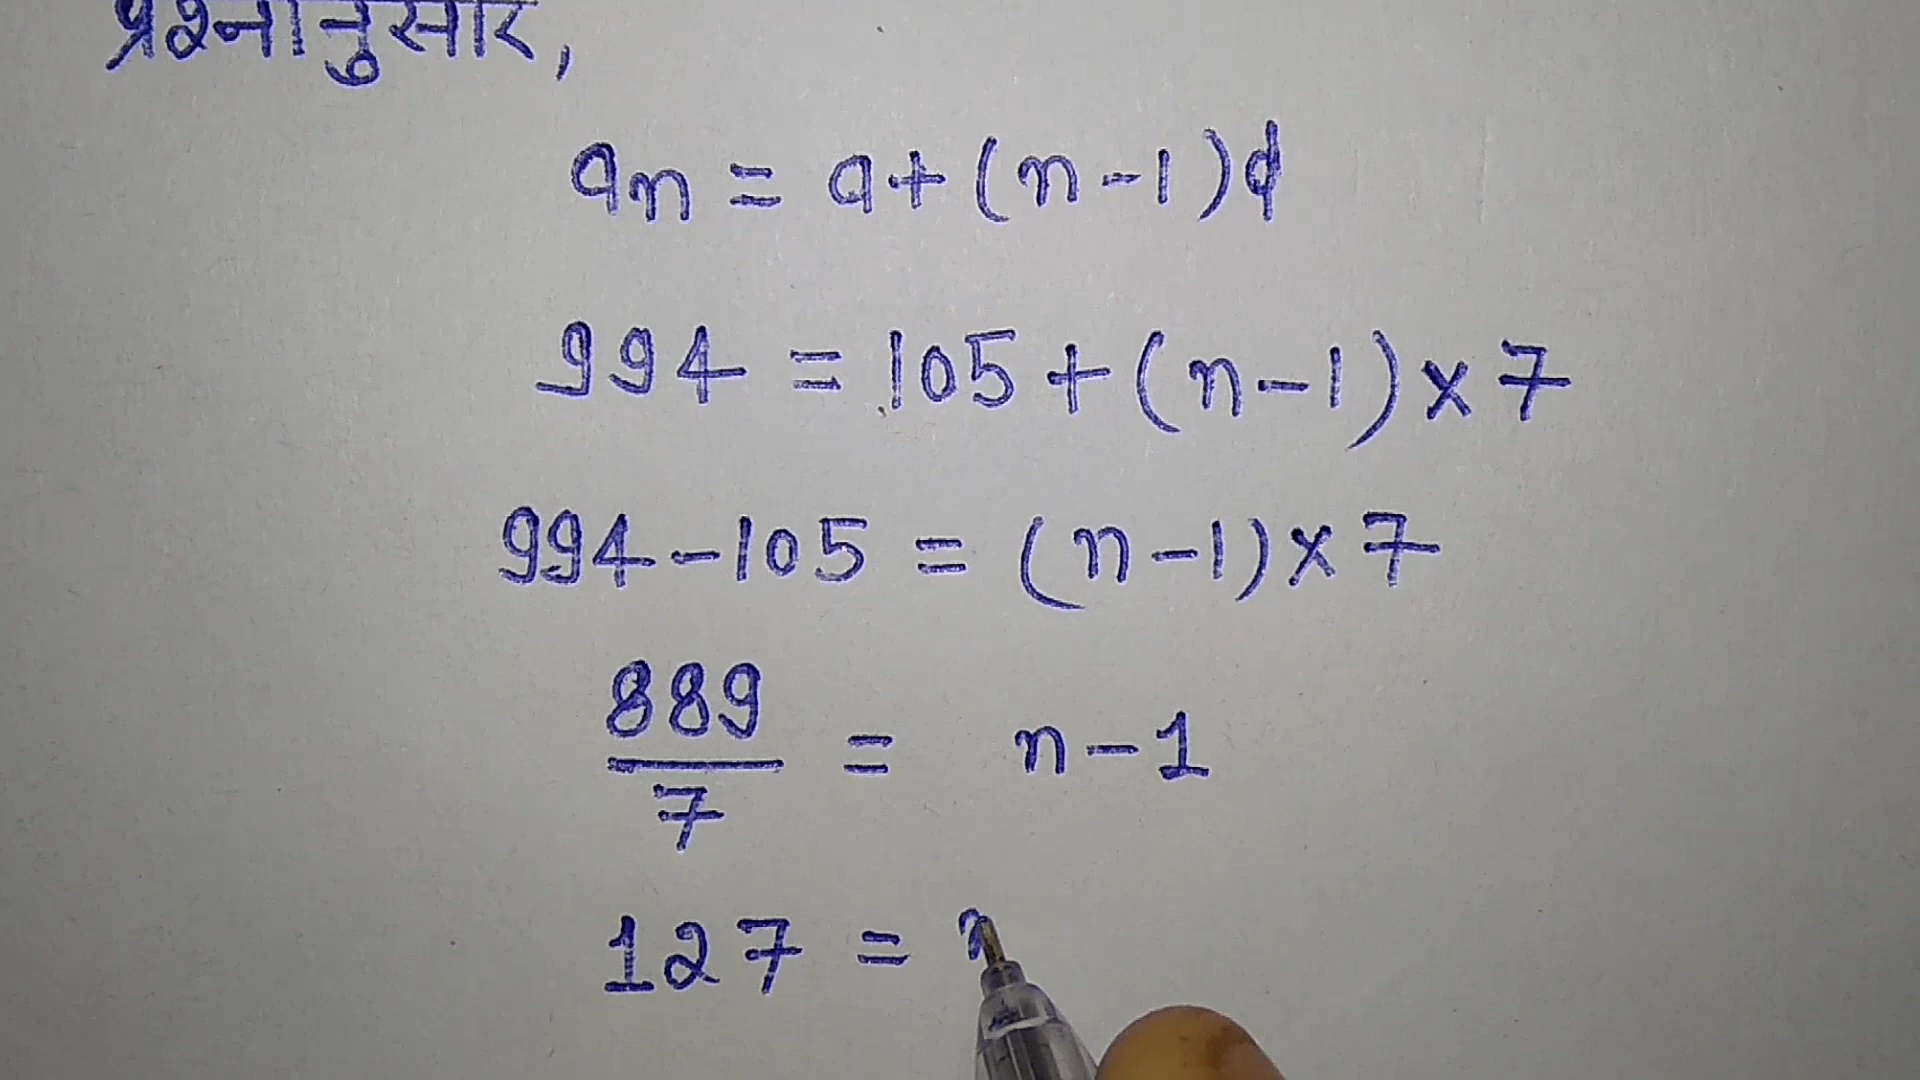 प्रश्नानुसार,
an = a+(n-1)d
994 = 105+(n-1)×7
994-105 = (n-1)×7
889/7 = n-1
127 = n